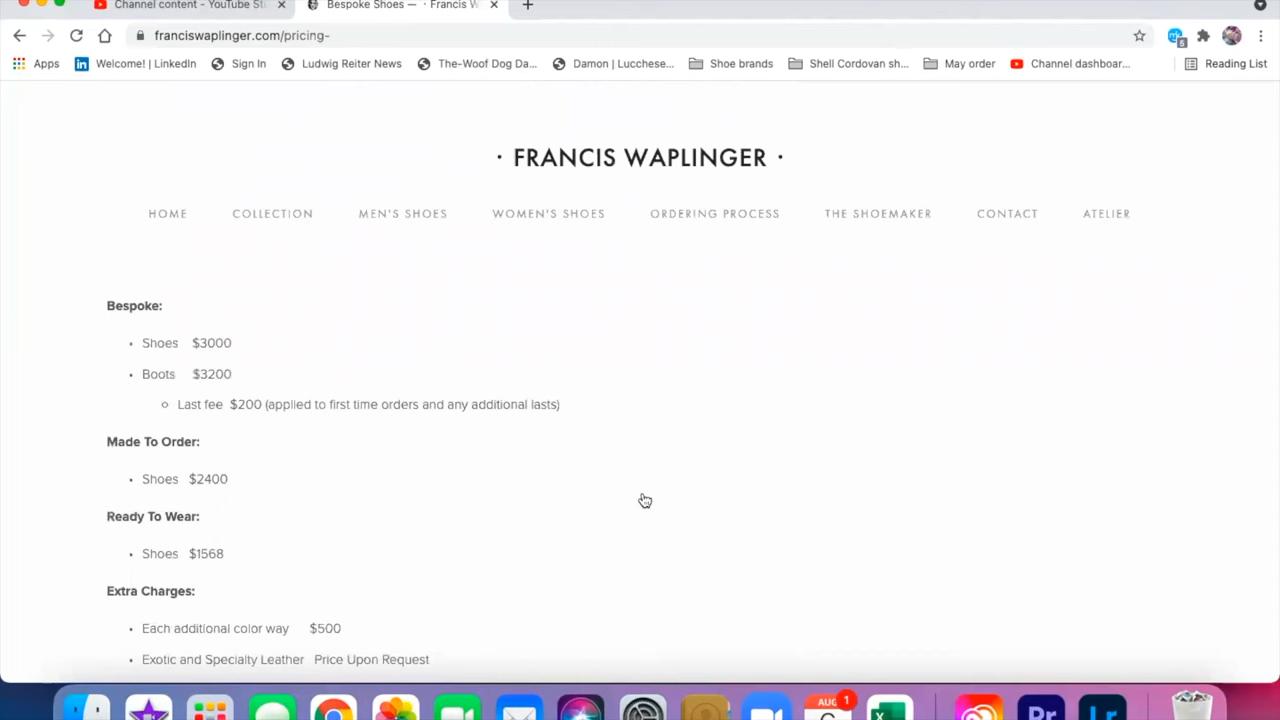 Channel content - YouTube St
Bespoke Shoes — · Francis W
franciswaplinger.com/pricing-
Apps
Welcome! | LinkedIn
Sign In
Ludwig Reiter News
The-Woof Dog Da...
Damon | Lucchese...
Shoe brands
Shell Cordovan sh...
May order
Channel dashboar...
Reading List
· FRANCIS WAPLINGER ·
HOME
COLLECTION
MEN'S SHOES
WOMEN'S SHOES
ORDERING PROCESS
THE SHOEMAKER
CONTACT
ATELIER
Bespoke:
• Shoes $3000
• Boots $3200
○ Last fee $200 (applied to first time orders and any additional lasts)
Made To Order:
• Shoes $2400
Ready To Wear:
• Shoes $1568
Extra Charges:
• Each additional color way $500
• Exotic and Specialty Leather Price Upon Request
AUG
1
Pr
Lr